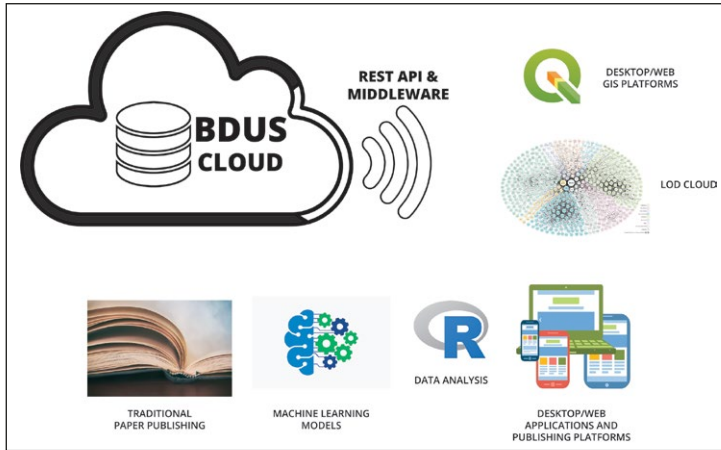 REST API &
MIDDLEWARE
BDUS
CLOUD
DESKTOP/WEB
GIS PLATFORMS
LOD CLOUD
R
DATA ANALYSIS
TRADITIONAL
PAPER PUBLISHING
MACHINE LEARNING
MODELS
DESKTOP/WEB
APPLICATIONS AND
PUBLISHING PLATFORMS